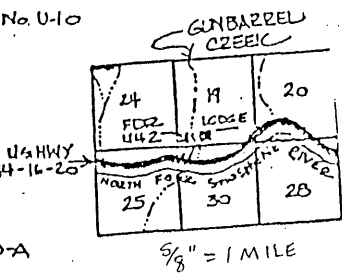 No. U-10
GUNBARREL
CREEK
24
19
20
LODGE
US HWY
14-16-20
NORTH FORK SHOSHONE RIVER
25
30
28
D-A
5/8" = 1 MILE